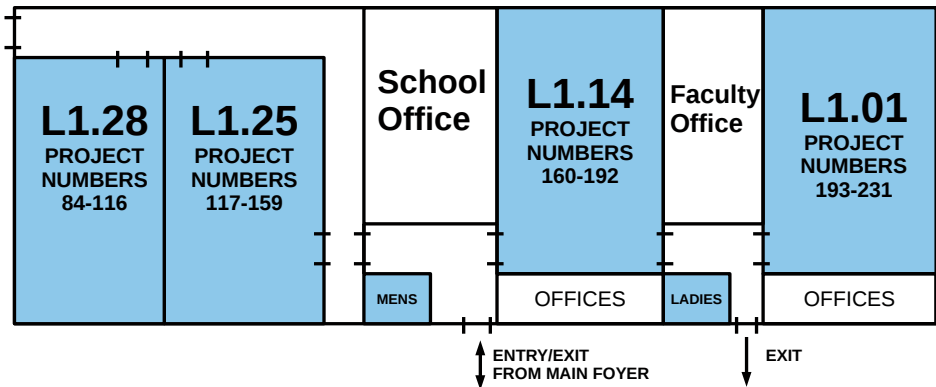 L1.28
PROJECT
NUMBERS
84-116
L1.25
PROJECT
NUMBERS
117-159
School
Office
L1.14
PROJECT
NUMBERS
160-192
Faculty
Office
L1.01
PROJECT
NUMBERS
193-231
MENS
OFFICES
LADIES
OFFICES
ENTRY/EXIT
FROM MAIN FOYER
EXIT